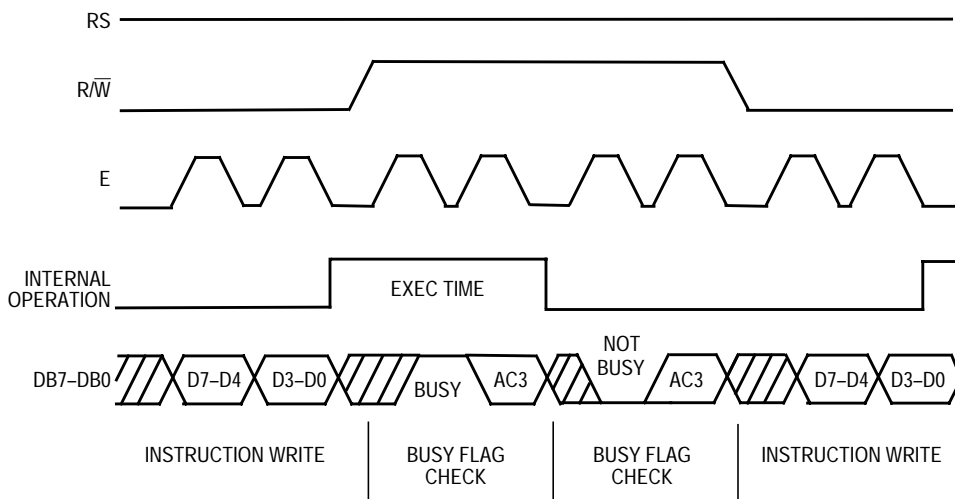 RS
R/W̅
E
INTERNAL
OPERATION
EXEC TIME
DB7–DB0
D7–D4
D3–D0
BUSY
AC3
NOT
BUSY
AC3
D7–D4
D3–D0
INSTRUCTION WRITE
BUSY FLAG
CHECK
BUSY FLAG
CHECK
INSTRUCTION WRITE